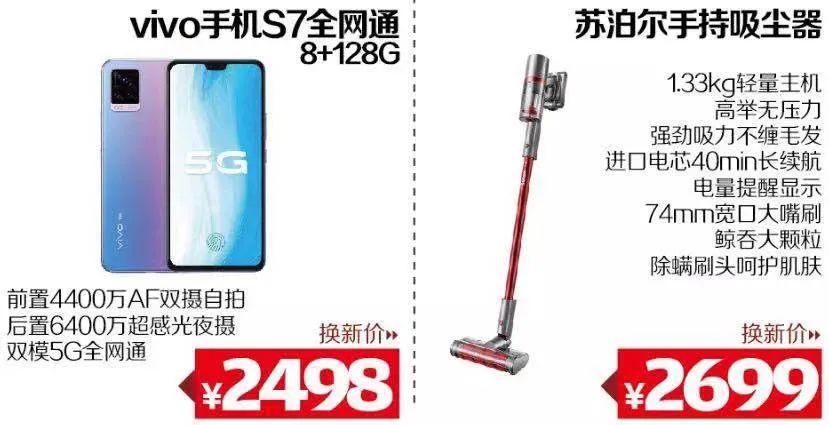 vivo手机S7全网通
8+128G
5G
vivo
前置4400万AF双摄自拍
后置6400万超感光夜摄
双模5G全网通
换新价
¥2498
苏泊尔手持吸尘器
1.33kg轻量主机
高举无压力
强劲吸力不缠毛发
进口电芯40min长续航
电量提醒显示
74mm宽口大嘴刷
鲸吞大颗粒
除螨刷头呵护肌肤
换新价
¥2699